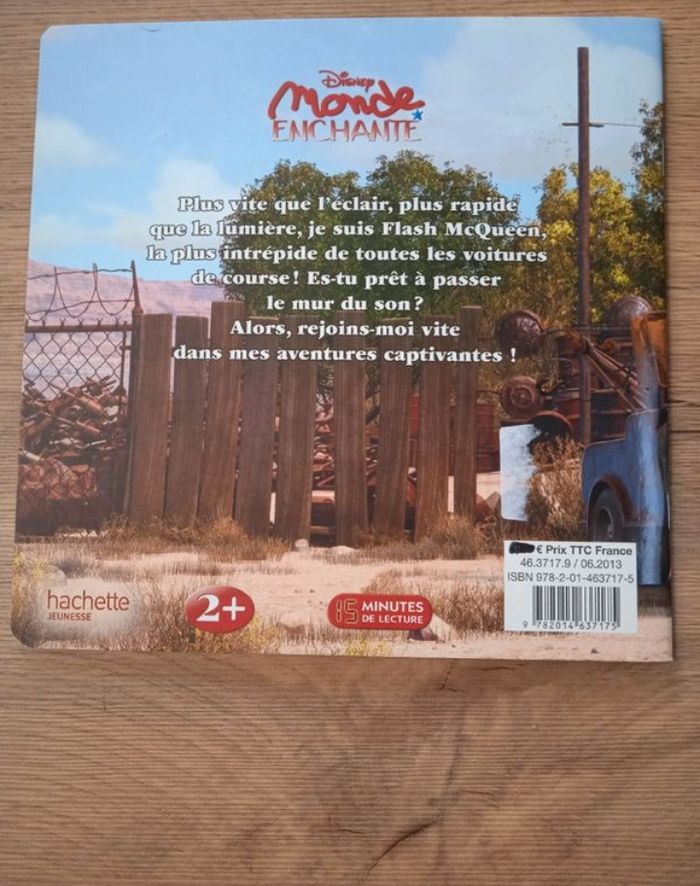 DISNEY
Monde
ENCHANTÉ
Plus vite que l'éclair, plus rapide
que la lumière, je suis Flash McQueen,
la plus intrépide de toutes les voitures
de course ! Es-tu prêt à passer
le mur du son ?
Alors, rejoins-moi vite
dans mes aventures captivantes !
€ Prix TTC France
46.3717.9 / 06.2013
ISBN 978-2-01-463717-5
9 782014 637175
hachette
JEUNESSE
2+
15 MINUTES
DE LECTURE